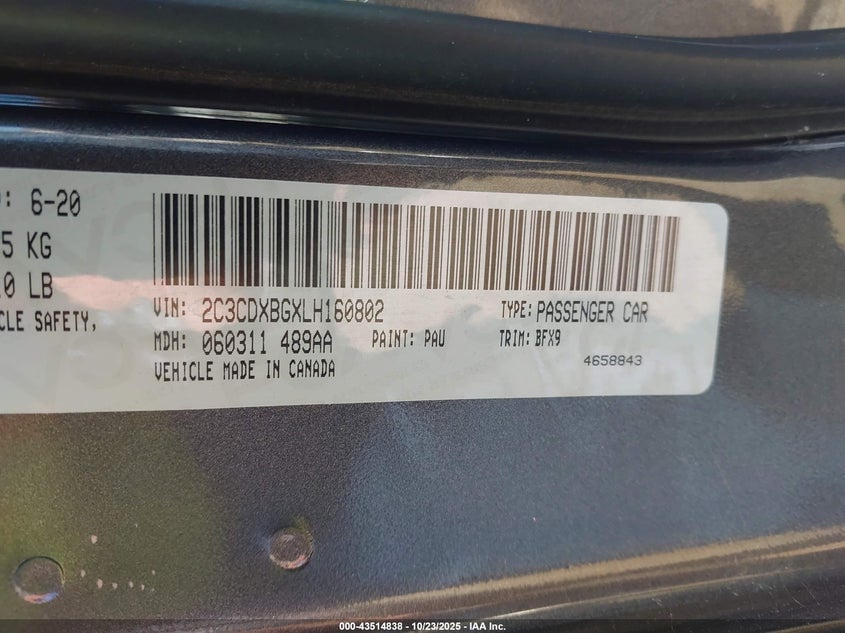 : 6-20
5 KG
0 LB
CLE SAFETY,
VIN: 2C3CDXBGXLH160802
TYPE: PASSENGER CAR
MDH: 060311 489AA
PAINT: PAU
TRIM: BFX9
VEHICLE MADE IN CANADA
4658843
000-43514838 - 10/23/2025 - IAA Inc.